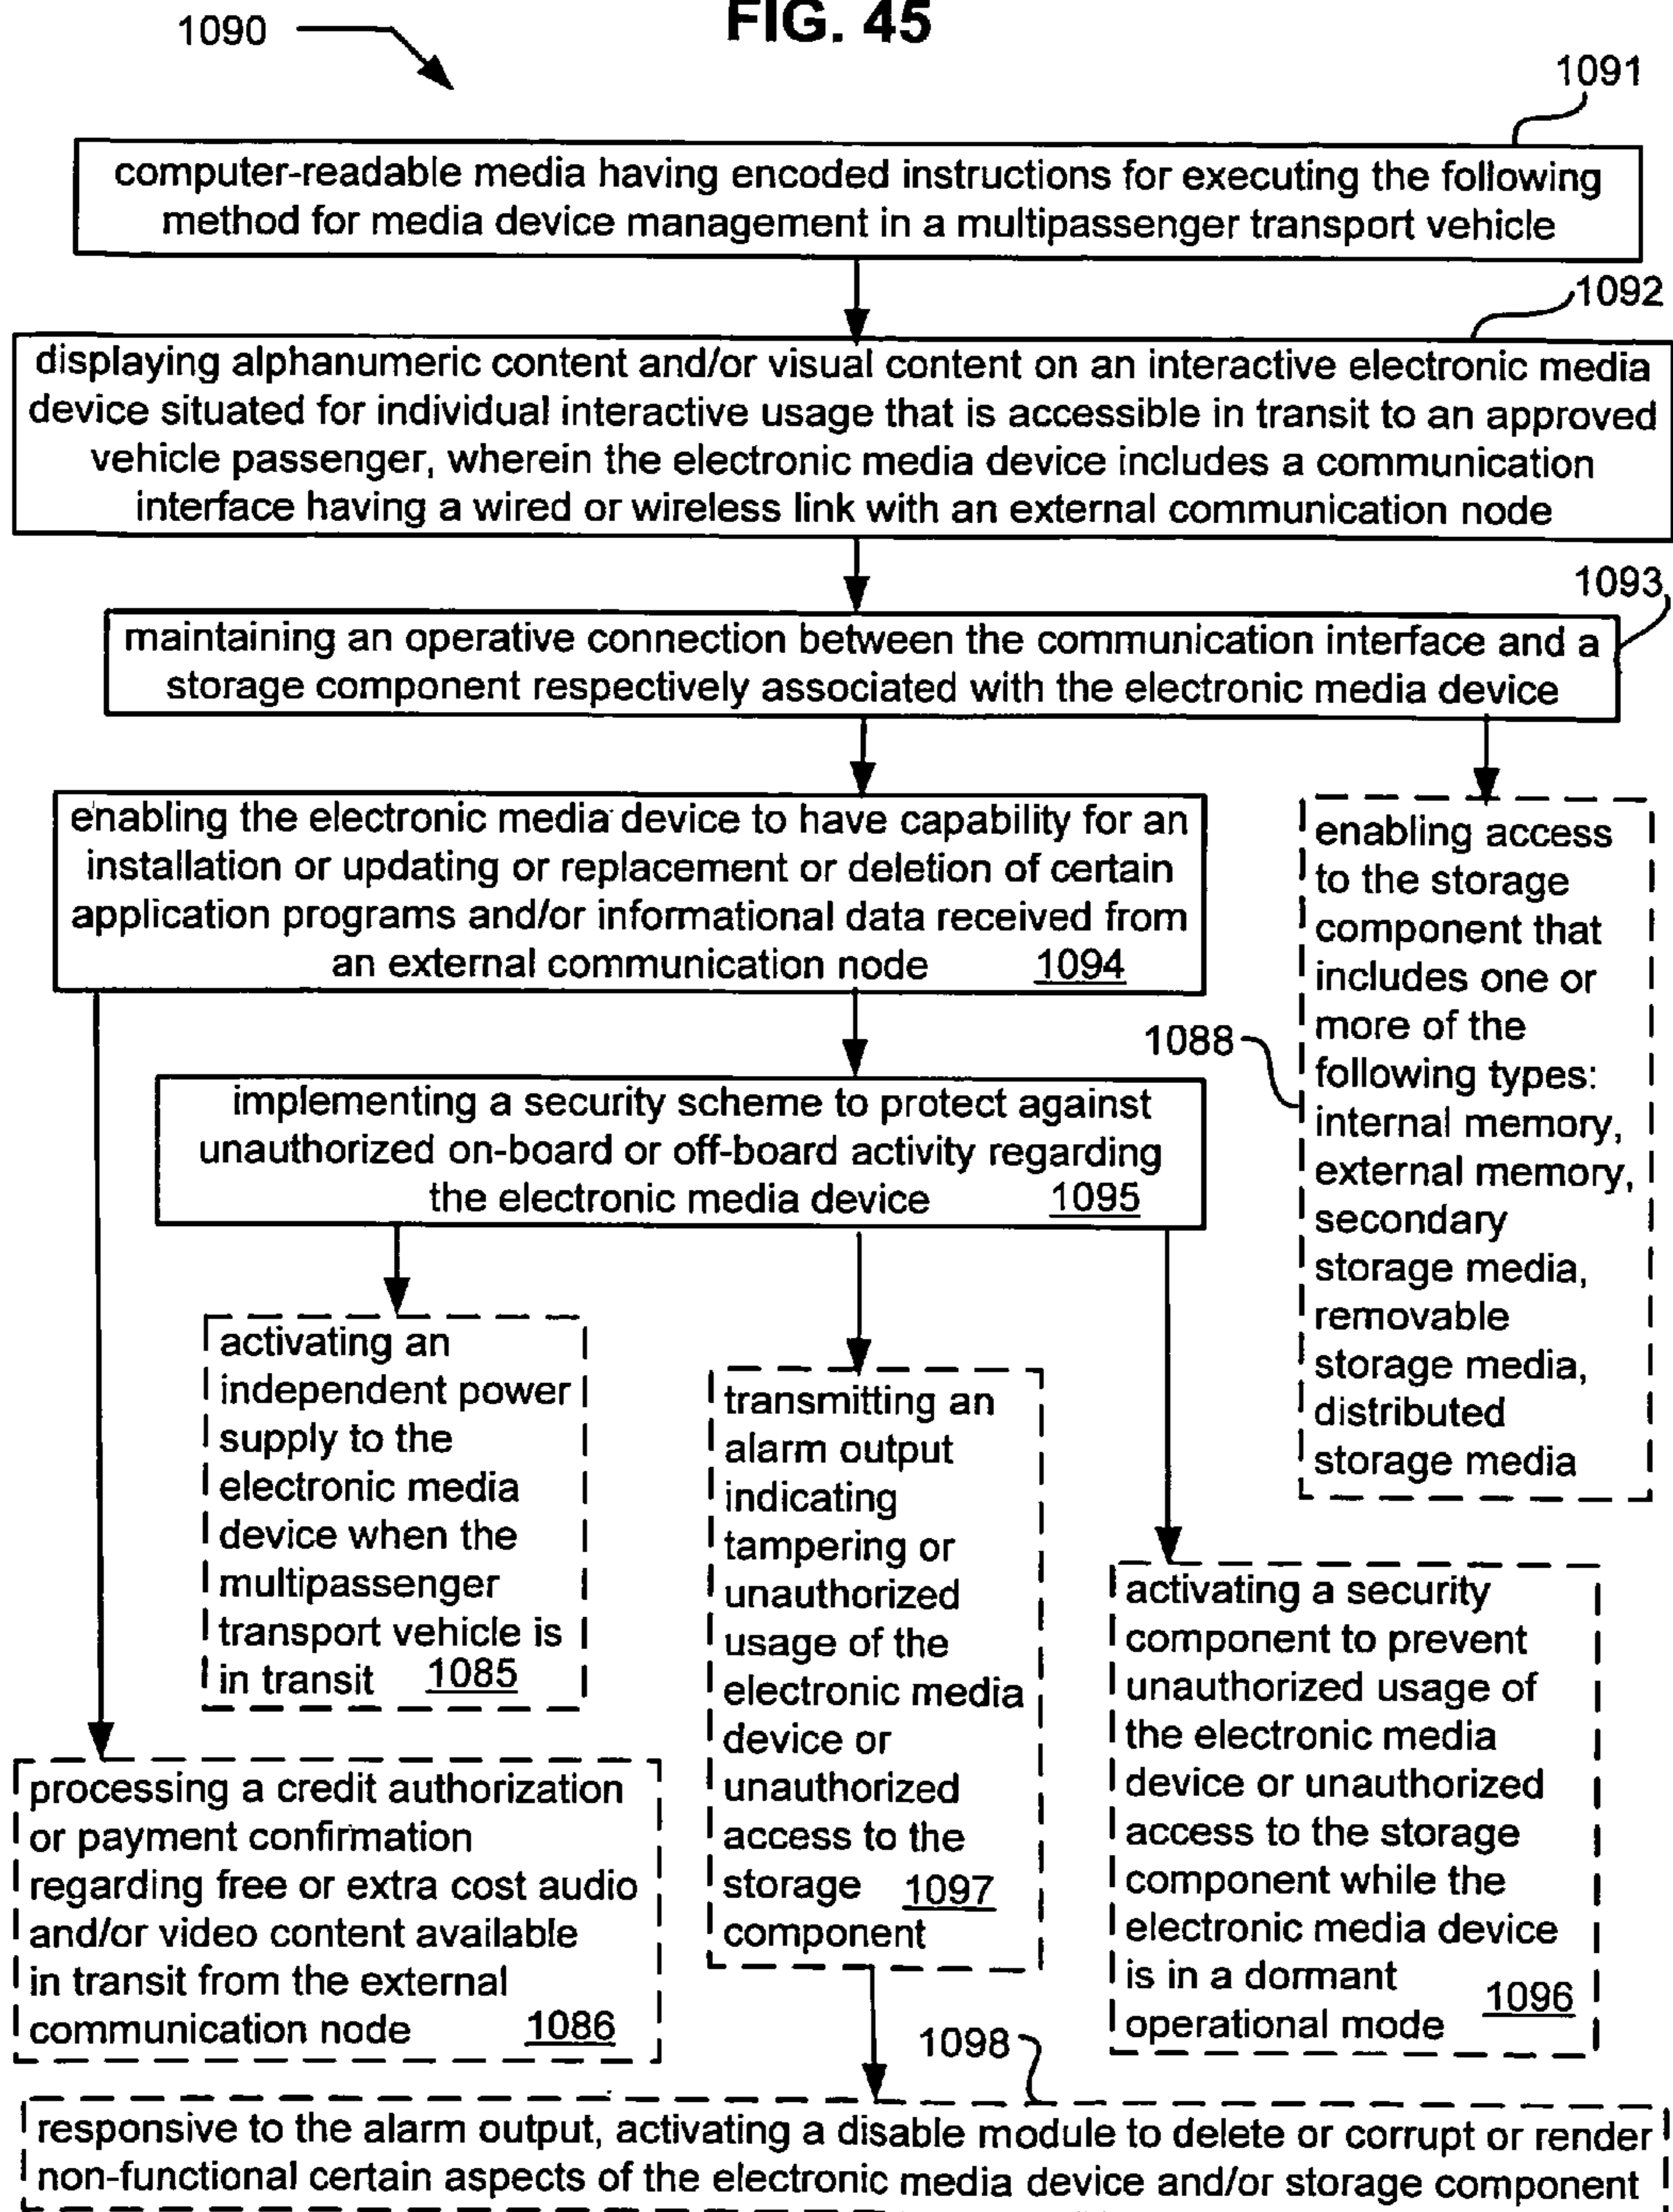 FIG. 45
1090
1091
computer-readable media having encoded instructions for executing the following
method for media device management in a multipassenger transport vehicle
1092
displaying alphanumeric content and/or visual content on an interactive electronic media
device situated for individual interactive usage that is accessible in transit to an approved
vehicle passenger, wherein the electronic media device includes a communication
interface having a wired or wireless link with an external communication node
1093
maintaining an operative connection between the communication interface and a
storage component respectively associated with the electronic media device
enabling the electronic media device to have capability for an
installation or updating or replacement or deletion of certain
application programs and/or informational data received from
an external communication node 1094
1088
enabling access
to the storage
component that
includes one or
more of the
following types:
internal memory,
external memory,
secondary
storage media,
removable
storage media,
distributed
storage media
implementing a security scheme to protect against
unauthorized on-board or off-board activity regarding
the electronic media device 1095
activating an
independent power
supply to the
electronic media
device when the
multipassenger
transport vehicle is
in transit 1085
transmitting an
alarm output
indicating
tampering or
unauthorized
usage of the
electronic media
device or
unauthorized
access to the
storage 1097
component
activating a security
component to prevent
unauthorized usage of
the electronic media
device or unauthorized
access to the storage
component while the
electronic media device
is in a dormant
operational mode 1096
processing a credit authorization
or payment confirmation
regarding free or extra cost audio
and/or video content available
in transit from the external
communication node 1086
1098
responsive to the alarm output, activating a disable module to delete or corrupt or render
non-functional certain aspects of the electronic media device and/or storage component